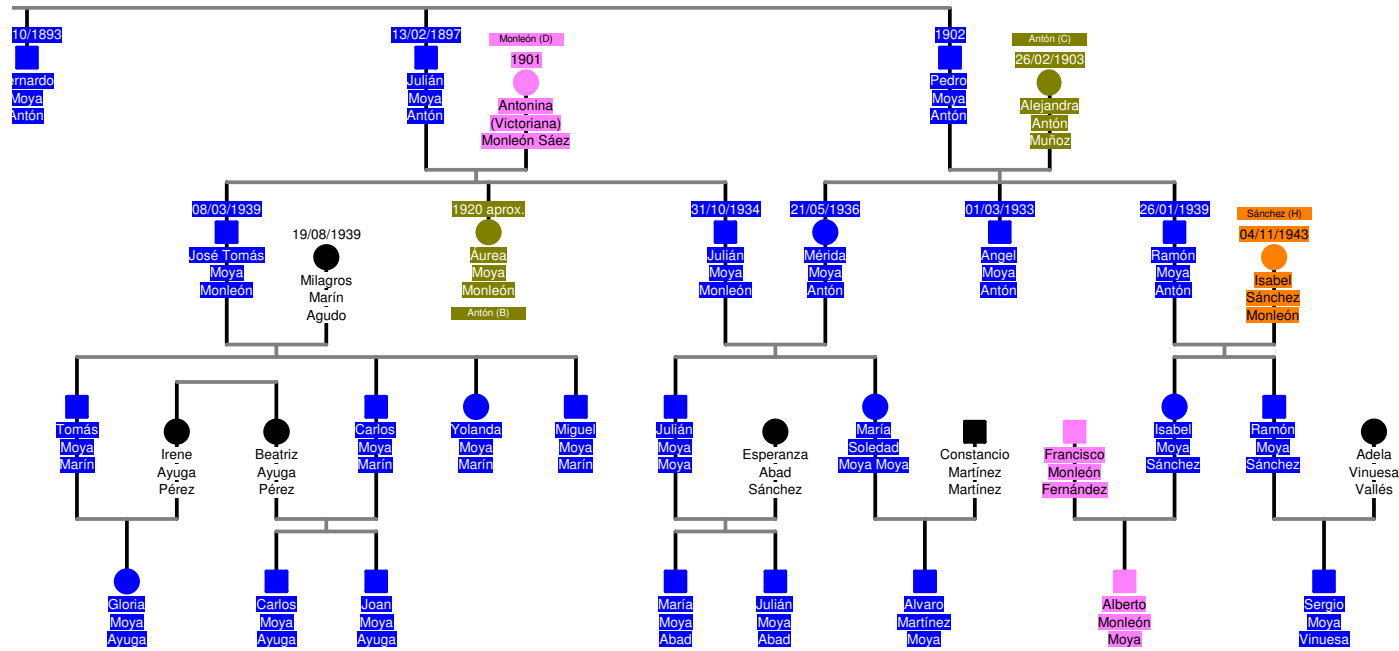 10/1893
ernardo
Moya
Antón
13/02/1897
Julián
Moya
Antón
Monleón (D)
1901
Antonina
(Victoriana)
Monleón Sáez
1902
Pedro
Moya
Antón
Antón (C)
26/02/1903
Alejandra
Antón
Muñoz
08/03/1939
José Tomás
Moya
Monleón
19/08/1939
Milagros
Marín
Agudo
1920 aprox.
Áurea
Moya
Monleón
Antón (B)
31/10/1934
Julián
Moya
Monleón
21/05/1936
Mérida
Moya
Antón
01/03/1933
Angel
Moya
Antón
26/01/1939
Ramón
Moya
Antón
Sánchez (H)
04/11/1943
Isabel
Sánchez
Monleón
Tomás
Moya
Marín
Irene
Ayuga
Pérez
Beatriz
Ayuga
Pérez
Carlos
Moya
Marín
Yolanda
Moya
Marín
Miguel
Moya
Marín
Julián
Moya
Moya
Esperanza
Abad
Sánchez
María
Soledad
Moya Moya
Constancio
Martínez
Martínez
Francisco
Monleón
Fernández
Isabel
Moya
Sánchez
Ramón
Moya
Sánchez
Adela
Vinuesa
Vallés
Gloria
Moya
Ayuga
Carlos
Moya
Ayuga
Joan
Moya
Ayuga
María
Moya
Abad
Julián
Moya
Abad
Alvaro
Martínez
Moya
Alberto
Monleón
Moya
Sergio
Moya
Vinuesa